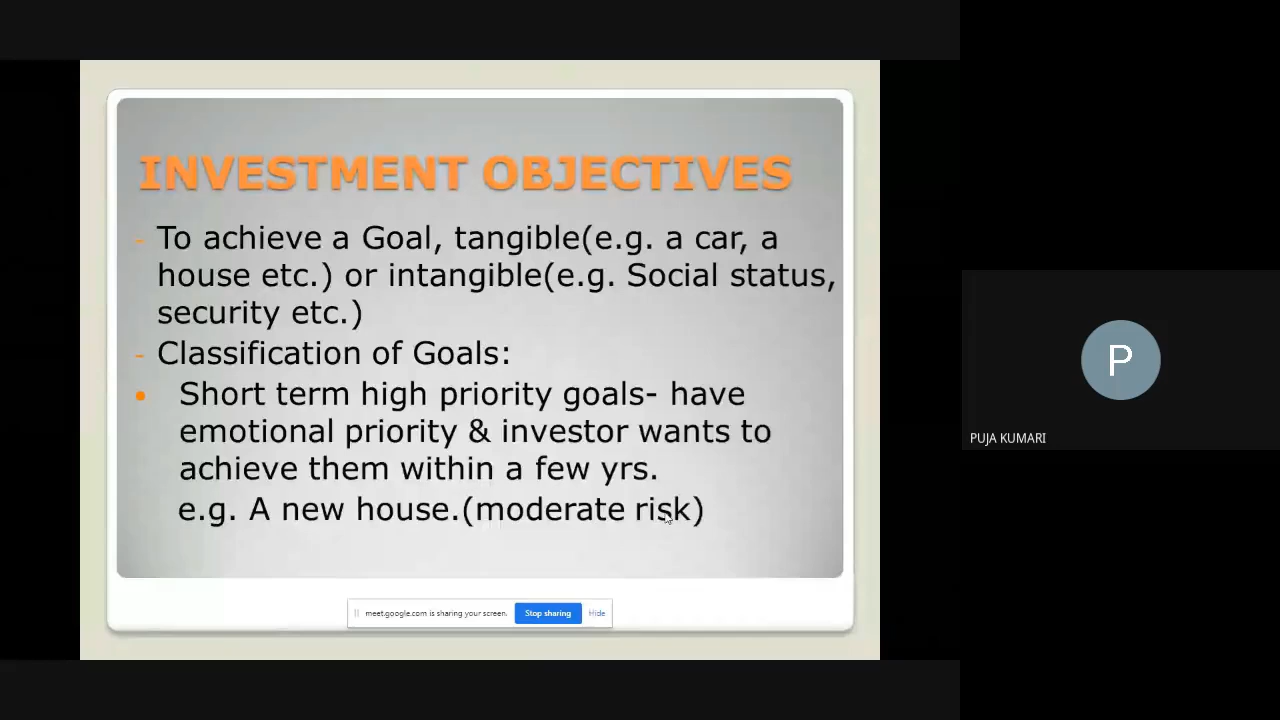 INVESTMENT OBJECTIVES
- To achieve a Goal, tangible(e.g. a car, a
house etc.) or intangible(e.g. Social status,
security etc.)
- Classification of Goals:
• Short term high priority goals- have
emotional priority & investor wants to
achieve them within a few yrs.
e.g. A new house.(moderate risk)
meet.google.com is sharing your screen. Stop sharing Hide
P
PUJA KUMARI